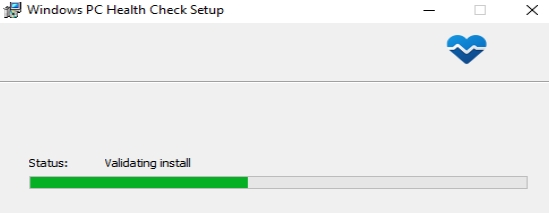 Windows PC Health Check Setup
Status: Validating install